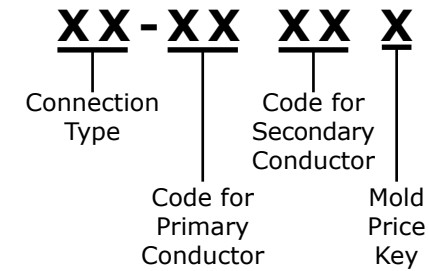 XX-XX XX X
Connection
Type
Code for
Secondary
Conductor
Code for
Primary
Conductor
Mold
Price
Key